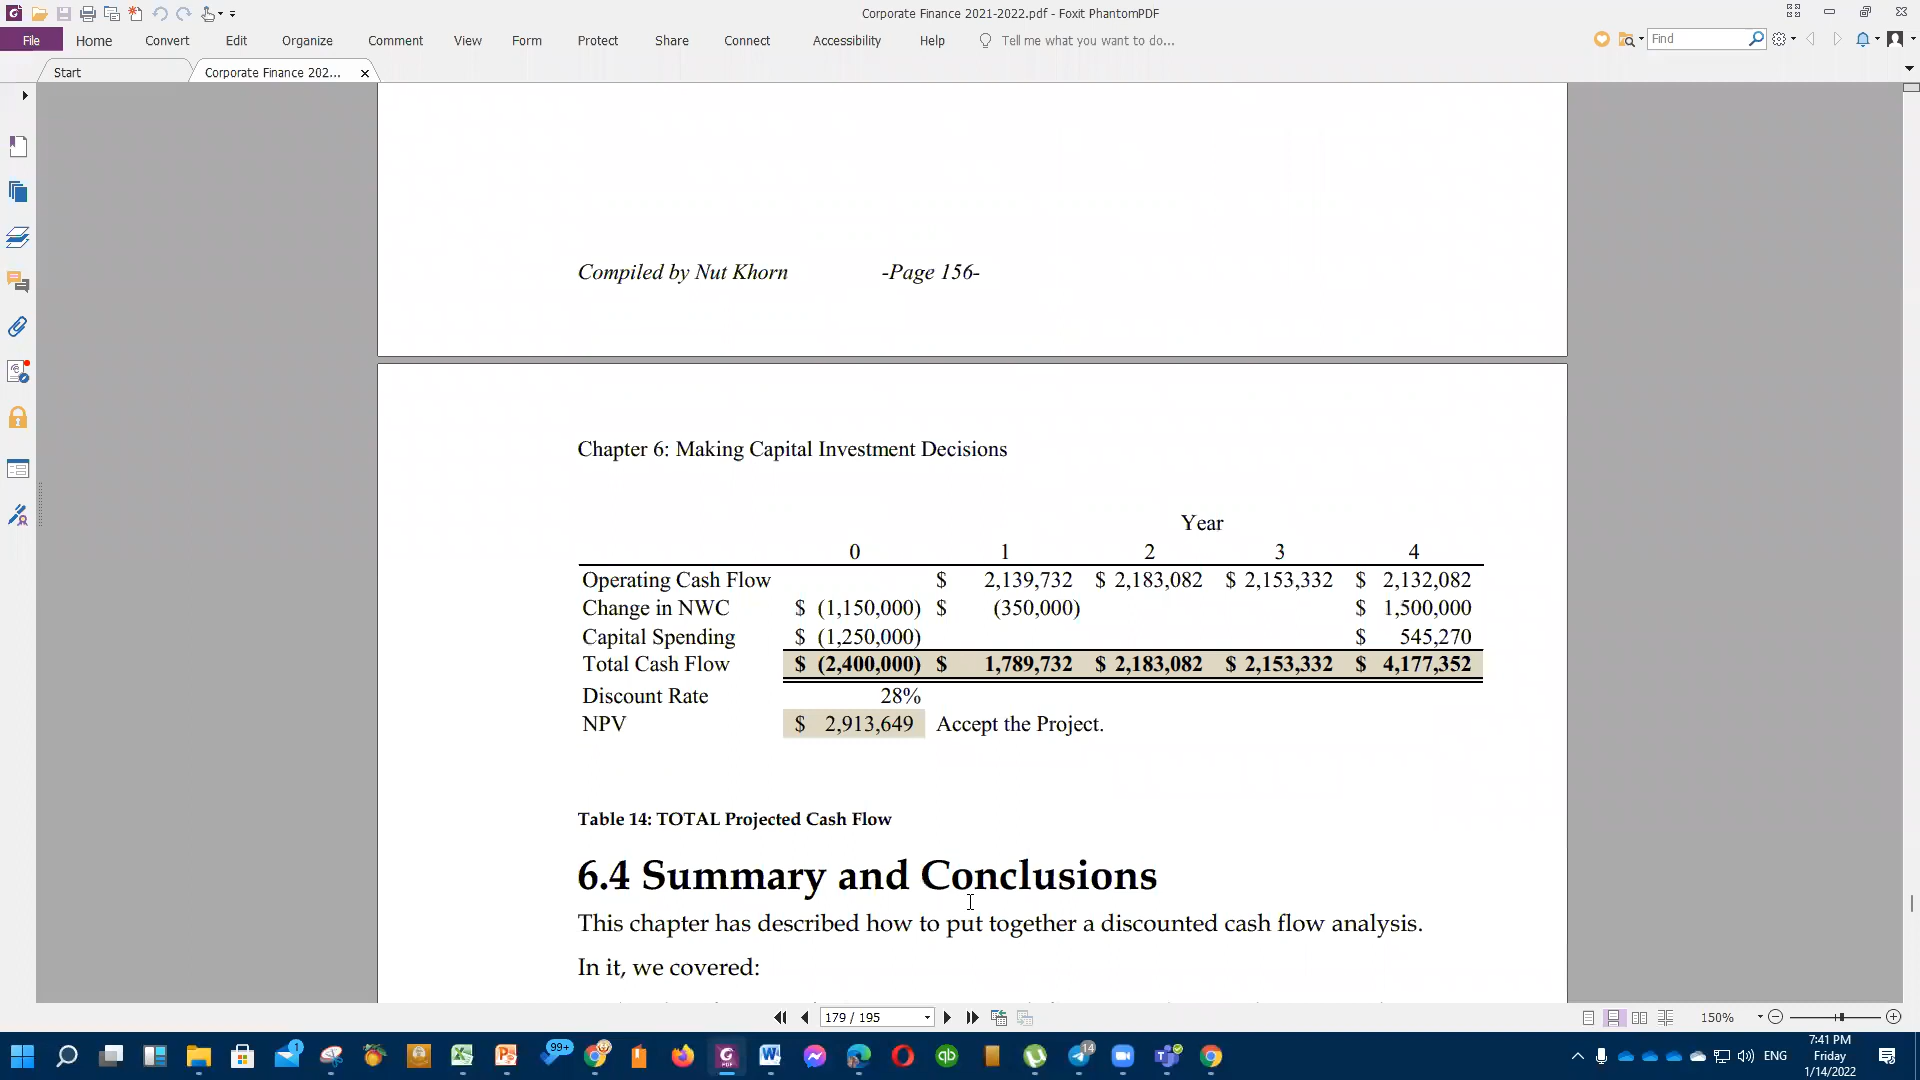 Corporate Finance 2021-2022.pdf - Foxit PhantomPDF
File Home Convert Edit Organize Comment View Form Protect Share Connect Accessibility Help Tell me what you want to do... Find
Start Corporate Finance 202...
Compiled by Nut Khorn -Page 156-
Chapter 6: Making Capital Investment Decisions
Year
0 1 2 3 4
Operating Cash Flow $ 2,139,732 $ 2,183,082 $ 2,153,332 $ 2,132,082
Change in NWC $ (1,150,000) $ (350,000) $ 1,500,000
Capital Spending $ (1,250,000) $ 545,270
Total Cash Flow $ (2,400,000) $ 1,789,732 $ 2,183,082 $ 2,153,332 $ 4,177,352
Discount Rate 28%
NPV $ 2,913,649 Accept the Project.
Table 14: TOTAL Projected Cash Flow
6.4 Summary and Conclusions
This chapter has described how to put together a discounted cash flow analysis.
In it, we covered:
179 / 195 150%
1 99+ 14 ENG
7:41 PM
Friday
1/14/2022